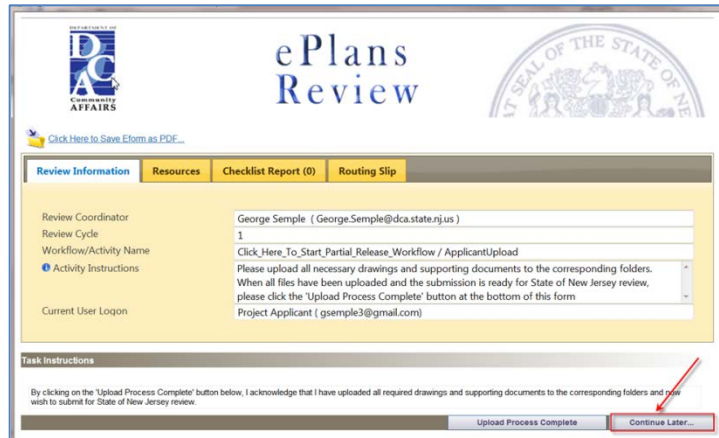 DEPARTMENT OF
DCA
Community
AFFAIRS
ePlans
Review
OF THE STATE OF NE
Click Here to Save Eform as PDF...
Review Information
Resources
Checklist Report (0)
Routing Slip
Review Coordinator
George Semple ( George.Semple@dca.state.nj.us )
Review Cycle
1
Workflow/Activity Name
Click_Here_To_Start_Partial_Release_Workflow / ApplicantUpload
Activity Instructions
Please upload all necessary drawings and supporting documents to the corresponding folders.
When all files have been uploaded and the submission is ready for State of New Jersey review,
please click the 'Upload Process Complete' button at the bottom of this form
Current User Logon
Project Applicant ( gsemple3@gmail.com)
Task Instructions
By clicking on the 'Upload Process Complete' button below, I acknowledge that I have uploaded all required drawings and supporting documents to the corresponding folders and now
wish to submit for State of New Jersey review.
Upload Process Complete
Continue Later...